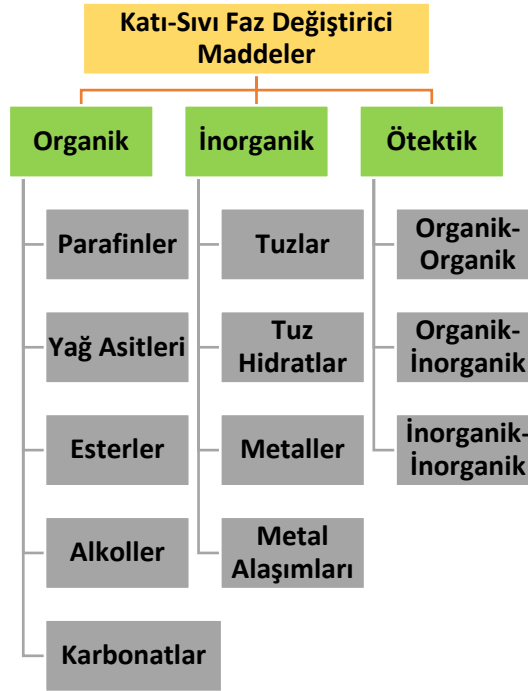 Katı-Sıvı Faz Değiştirici
Maddeler
Organik
İnorganik
Ötektik
Parafinler
Yağ Asitleri
Esterler
Alkoller
Karbonatlar
Tuzlar
Tuz
Hidratlar
Metaller
Metal
Alaşımları
Organik-
Organik
Organik-
İnorganik
İnorganik-
İnorganik